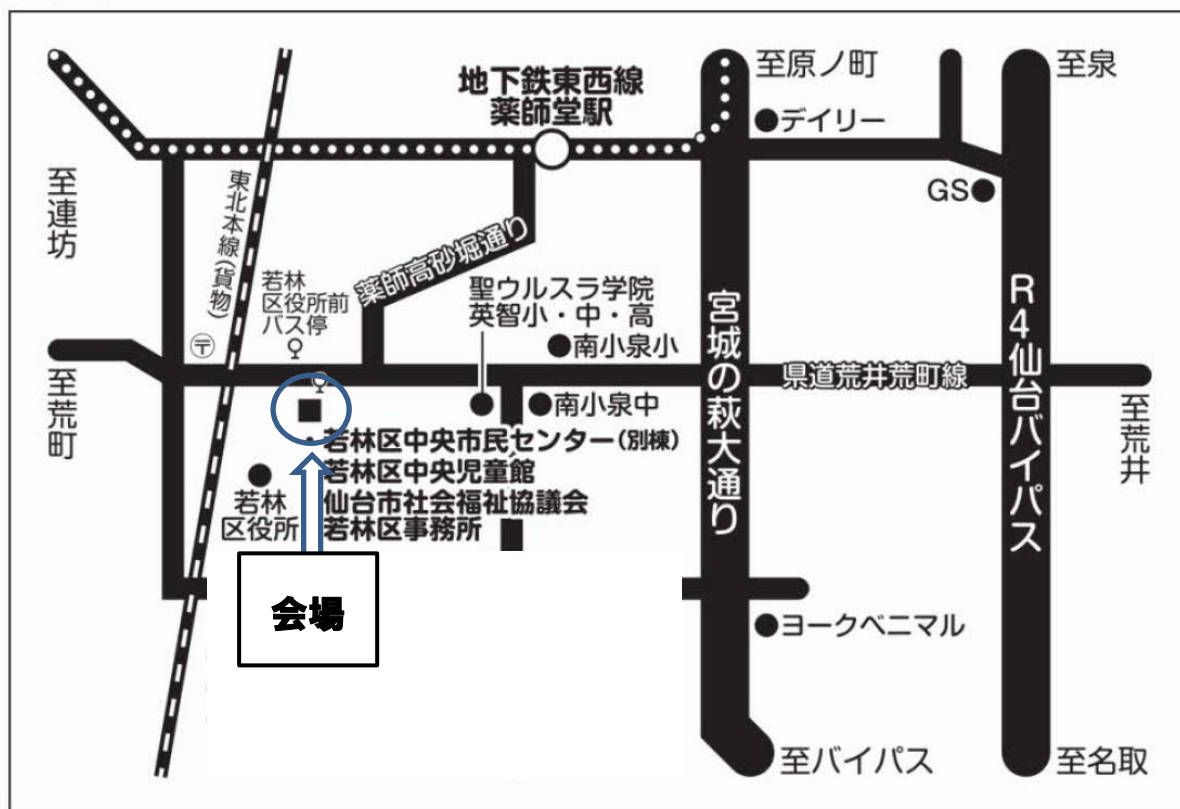 地下鉄東西線
薬師堂駅
至原ノ町
至泉
デイリー
GS
至連坊
東北本線(貨物)
薬師高砂堀通り
若林
区役所前
バス停
〒
聖ウルスラ学院
英智小・中・高
南小泉小
宮城の萩大通り
R4仙台バイパス
県道荒井荒町線
至荒町
至荒井
南小泉中
若林区中央市民センター(別棟)
若林区中央児童館
仙台市社会福祉協議会
若林区事務所
若林
区役所
会場
ヨークベニマル
至バイパス
至名取